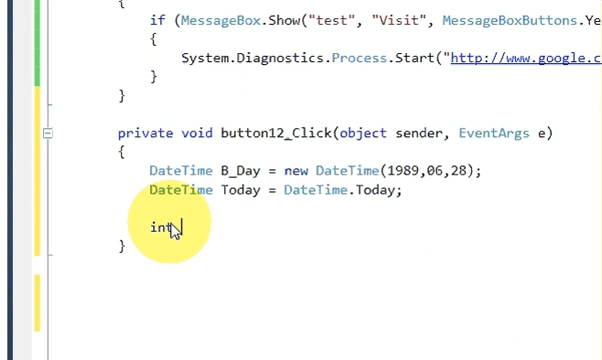 {
if (MessageBox.Show("test", "Visit", MessageBoxButtons.Ye
{
System.Diagnostics.Process.Start("http://www.google.c
}
}
private void button12_Click(object sender, EventArgs e)
{
DateTime B_Day = new DateTime(1989,06,28);
DateTime Today = DateTime.Today;
int
}